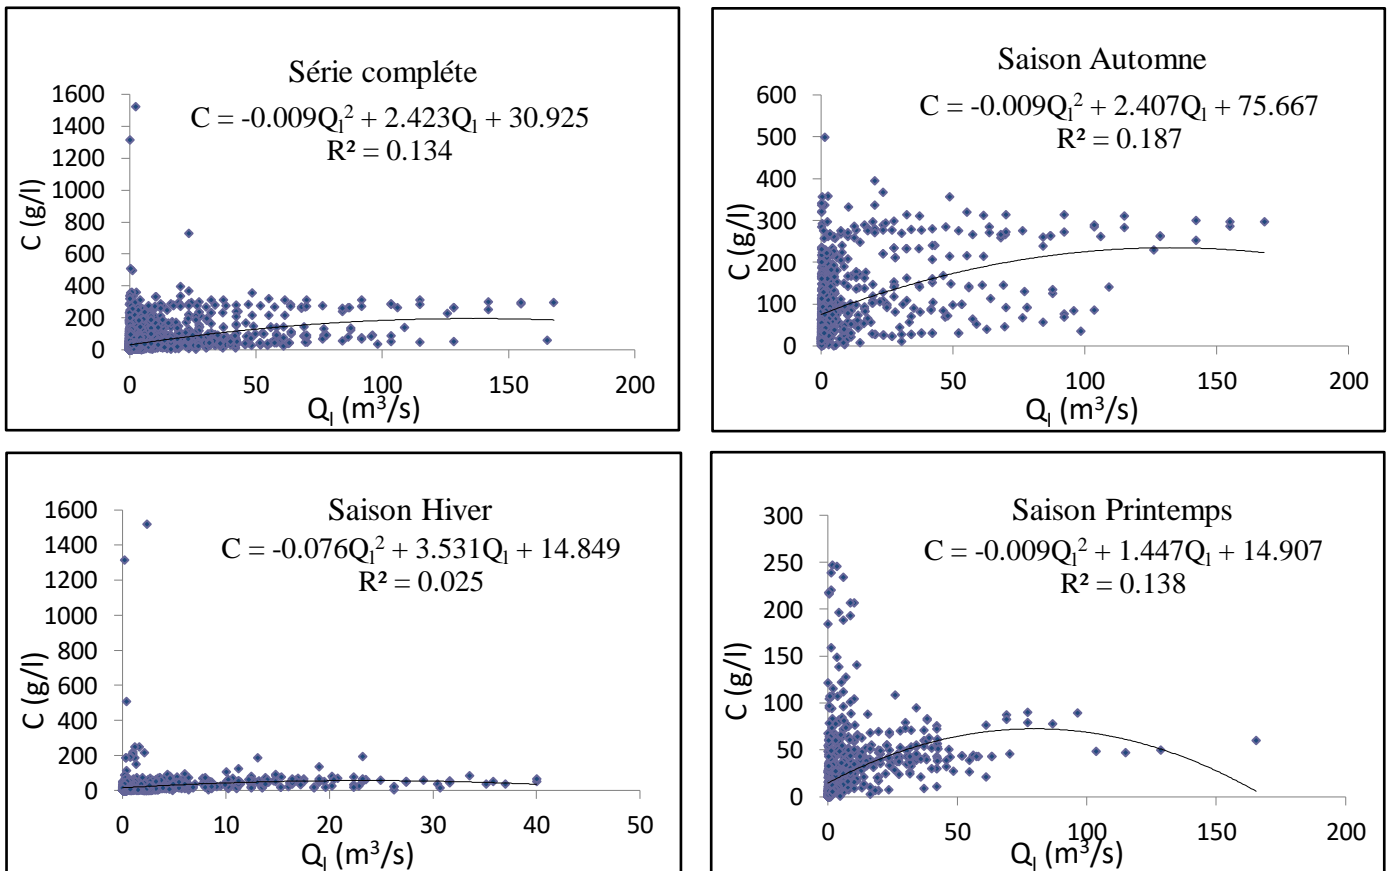 Série compléte
C = -0.009Qₗ² + 2.423Qₗ + 30.925
R² = 0.134
C (g/l)
1600
1400
1200
1000
800
600
400
200
0
0 50 100 150 200
Qₗ (m³/s)
Saison Automne
C = -0.009Qₗ² + 2.407Qₗ + 75.667
R² = 0.187
C (g/l)
600
500
400
300
200
100
0
0 50 100 150 200
Qₗ (m³/s)
Saison Hiver
C = -0.076Qₗ² + 3.531Qₗ + 14.849
R² = 0.025
C (g/l)
1600
1400
1200
1000
800
600
400
200
0
0 10 20 30 40 50
Qₗ (m³/s)
Saison Printemps
C = -0.009Qₗ² + 1.447Qₗ + 14.907
R² = 0.138
C (g/l)
300
250
200
150
100
50
0
0 50 100 150 200
Qₗ (m³/s)